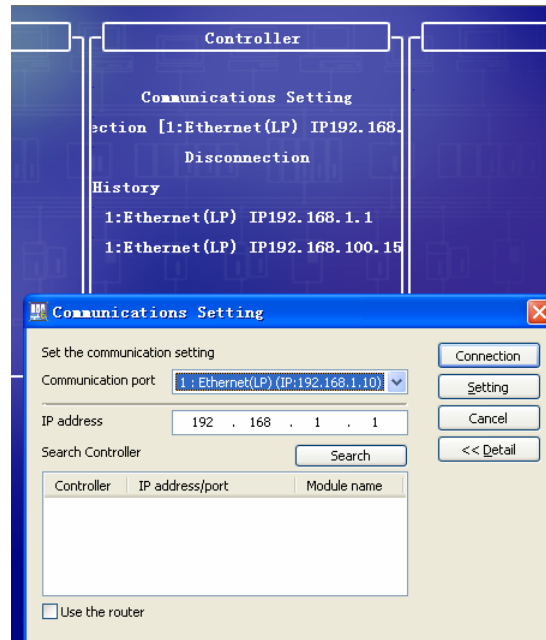 Controller
Communications Setting
ection [1:Ethernet(LP) IP192.168.
Disconnection
History
1:Ethernet(LP) IP192.168.1.1
1:Ethernet(LP) IP192.168.100.15
Communications Setting
Set the communication setting
Communication port
1 : Ethernet(LP) (IP:192.168.1.10)
IP address
192 . 168 . 1 . 1
Search Controller
Search
Controller IP address/port Module name
Use the router
Connection
Setting
Cancel
<< Detail